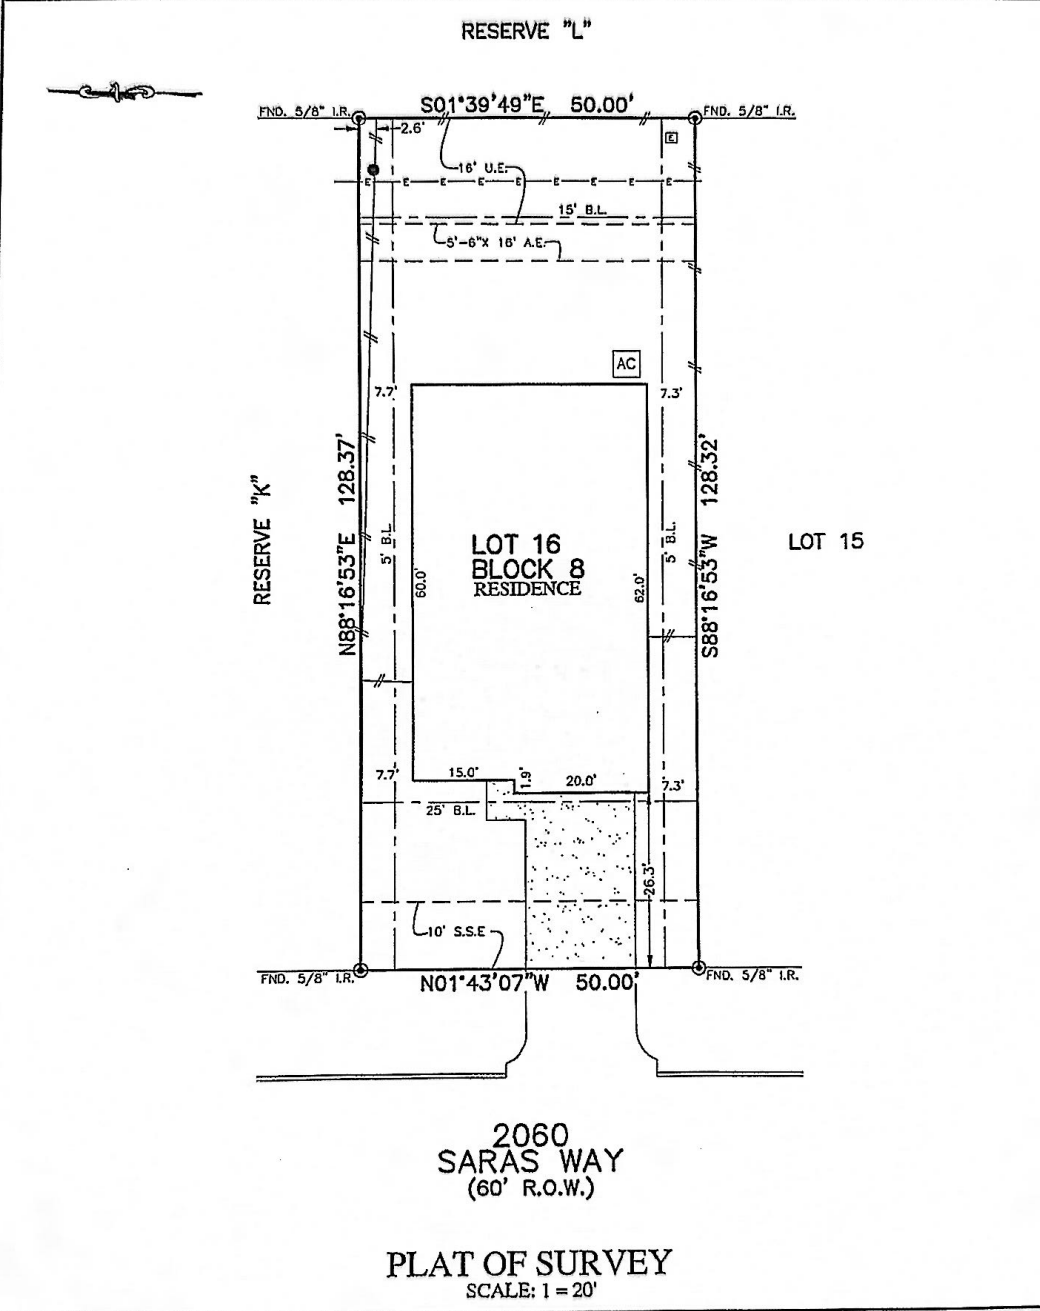 RESERVE "L"
S01°39'49"E 50.00'
FND. 5/8" I.R.
FND. 5/8" I.R.
2.6'
E
16' U.E.
E E E E E E E E E
15' B.L.
5'-6"X 16' A.E.
AC
7.7'
7.3'
N88°16'53"E 128.37'
S88°16'53"W 128.32'
RESERVE "K"
5' B.L.
5' B.L.
LOT 16
BLOCK 8
RESIDENCE
60.0'
62.0'
LOT 15
7.7'
15.0'
1.9'
20.0'
7.3'
25' B.L.
26.3'
10' S.S.E
FND. 5/8" I.R.
N01°43'07"W 50.00'
FND. 5/8" I.R.
2060
SARAS WAY
(60' R.O.W.)
PLAT OF SURVEY
SCALE: 1 = 20'